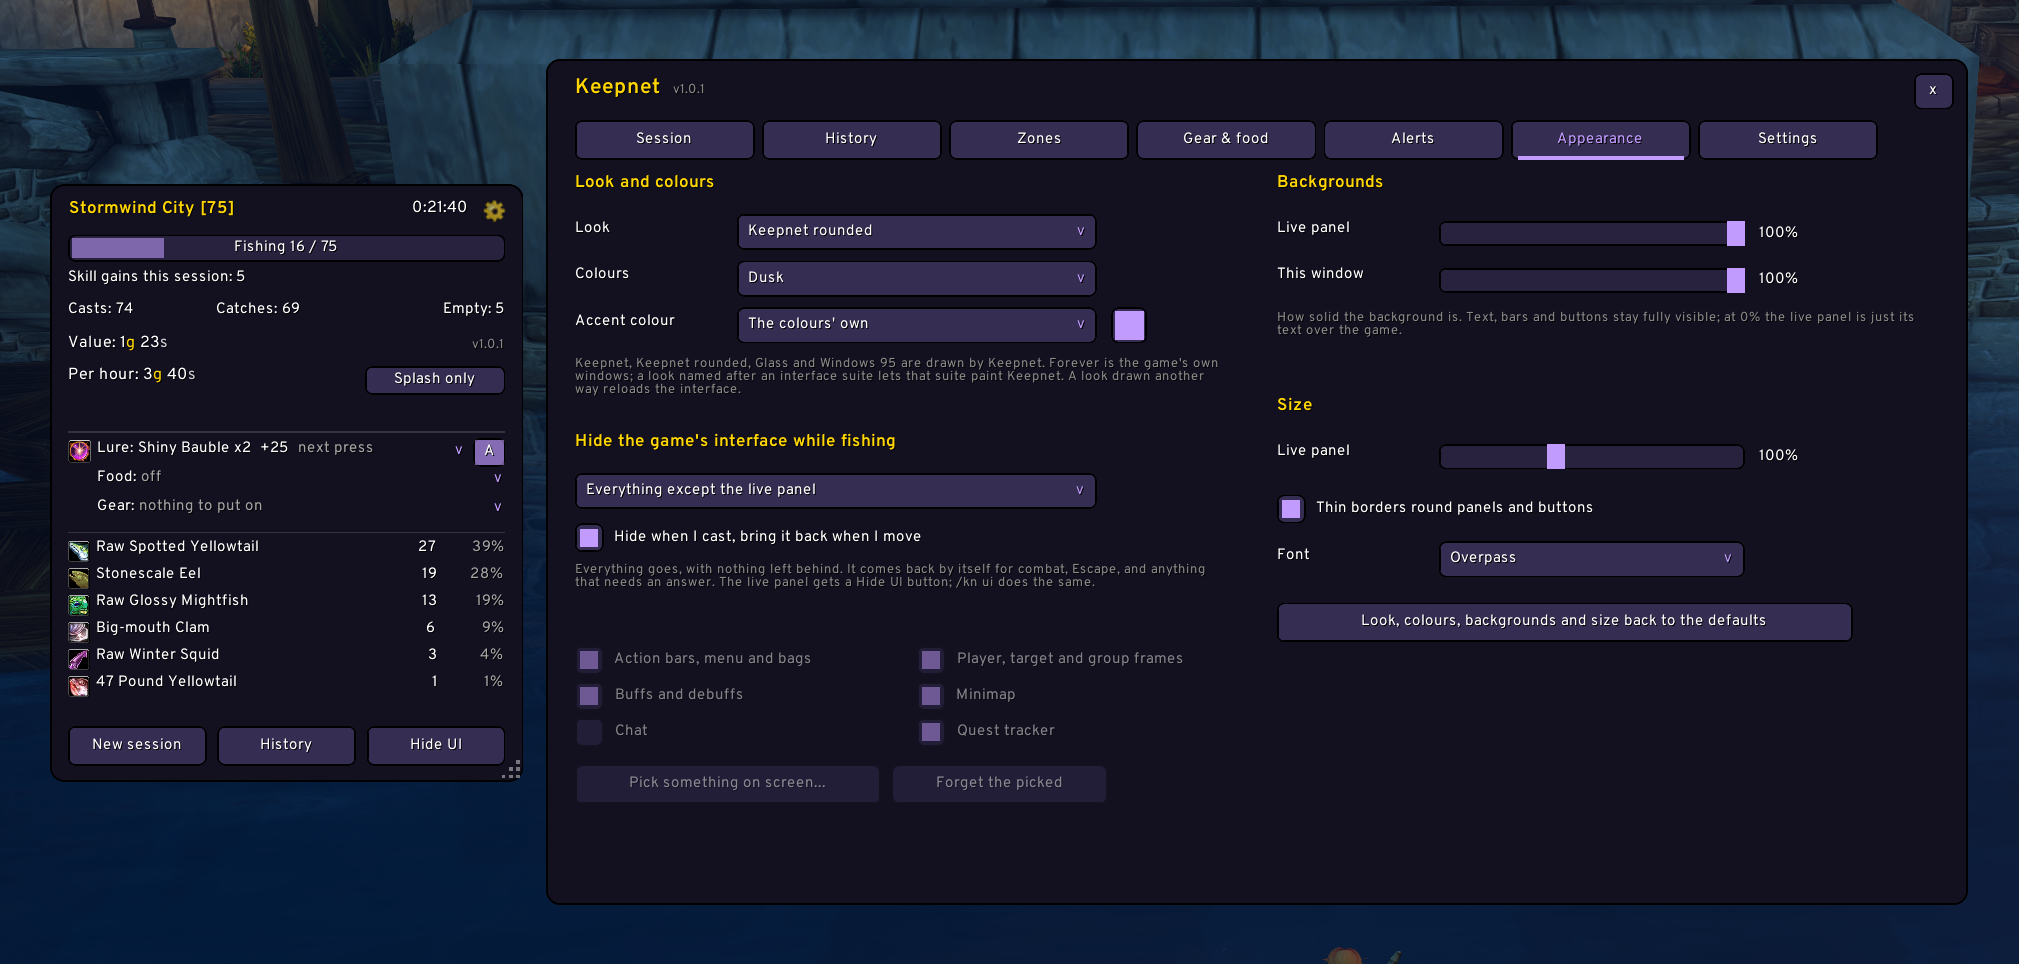 Keepnet v1.0.1
x
Session
History
Zones
Gear & food
Alerts
Appearance
Settings
Stormwind City [75]
0:21:40
Fishing 16 / 75
Skill gains this session: 5
Casts: 74
Catches: 69
Empty: 5
Value: 1g 23s
v1.0.1
Per hour: 3g 40s
Splash only
Lure: Shiny Bauble x2 +25 next press
v
A
Food: off
v
Gear: nothing to put on
v
Raw Spotted Yellowtail 27 39%
Stonescale Eel 19 28%
Raw Glossy Mightfish 13 19%
Big-mouth Clam 6 9%
Raw Winter Squid 3 4%
47 Pound Yellowtail 1 1%
New session
History
Hide UI
Look and colours
Look
Keepnet rounded
v
Colours
Dusk
v
Accent colour
The colours' own
v
Keepnet, Keepnet rounded, Glass and Windows 95 are drawn by Keepnet. Forever is the game's own
windows; a look named after an interface suite lets that suite paint Keepnet. A look drawn another
way reloads the interface.
Hide the game's interface while fishing
Everything except the live panel
v
Hide when I cast, bring it back when I move
Everything goes, with nothing left behind. It comes back by itself for combat, Escape, and anything
that needs an answer. The live panel gets a Hide UI button; /kn ui does the same.
Action bars, menu and bags
Player, target and group frames
Buffs and debuffs
Minimap
Chat
Quest tracker
Pick something on screen...
Forget the picked
Backgrounds
Live panel
100%
This window
100%
How solid the background is. Text, bars and buttons stay fully visible; at 0% the live panel is just its
text over the game.
Size
Live panel
100%
Thin borders round panels and buttons
Font
Overpass
v
Look, colours, backgrounds and size back to the defaults